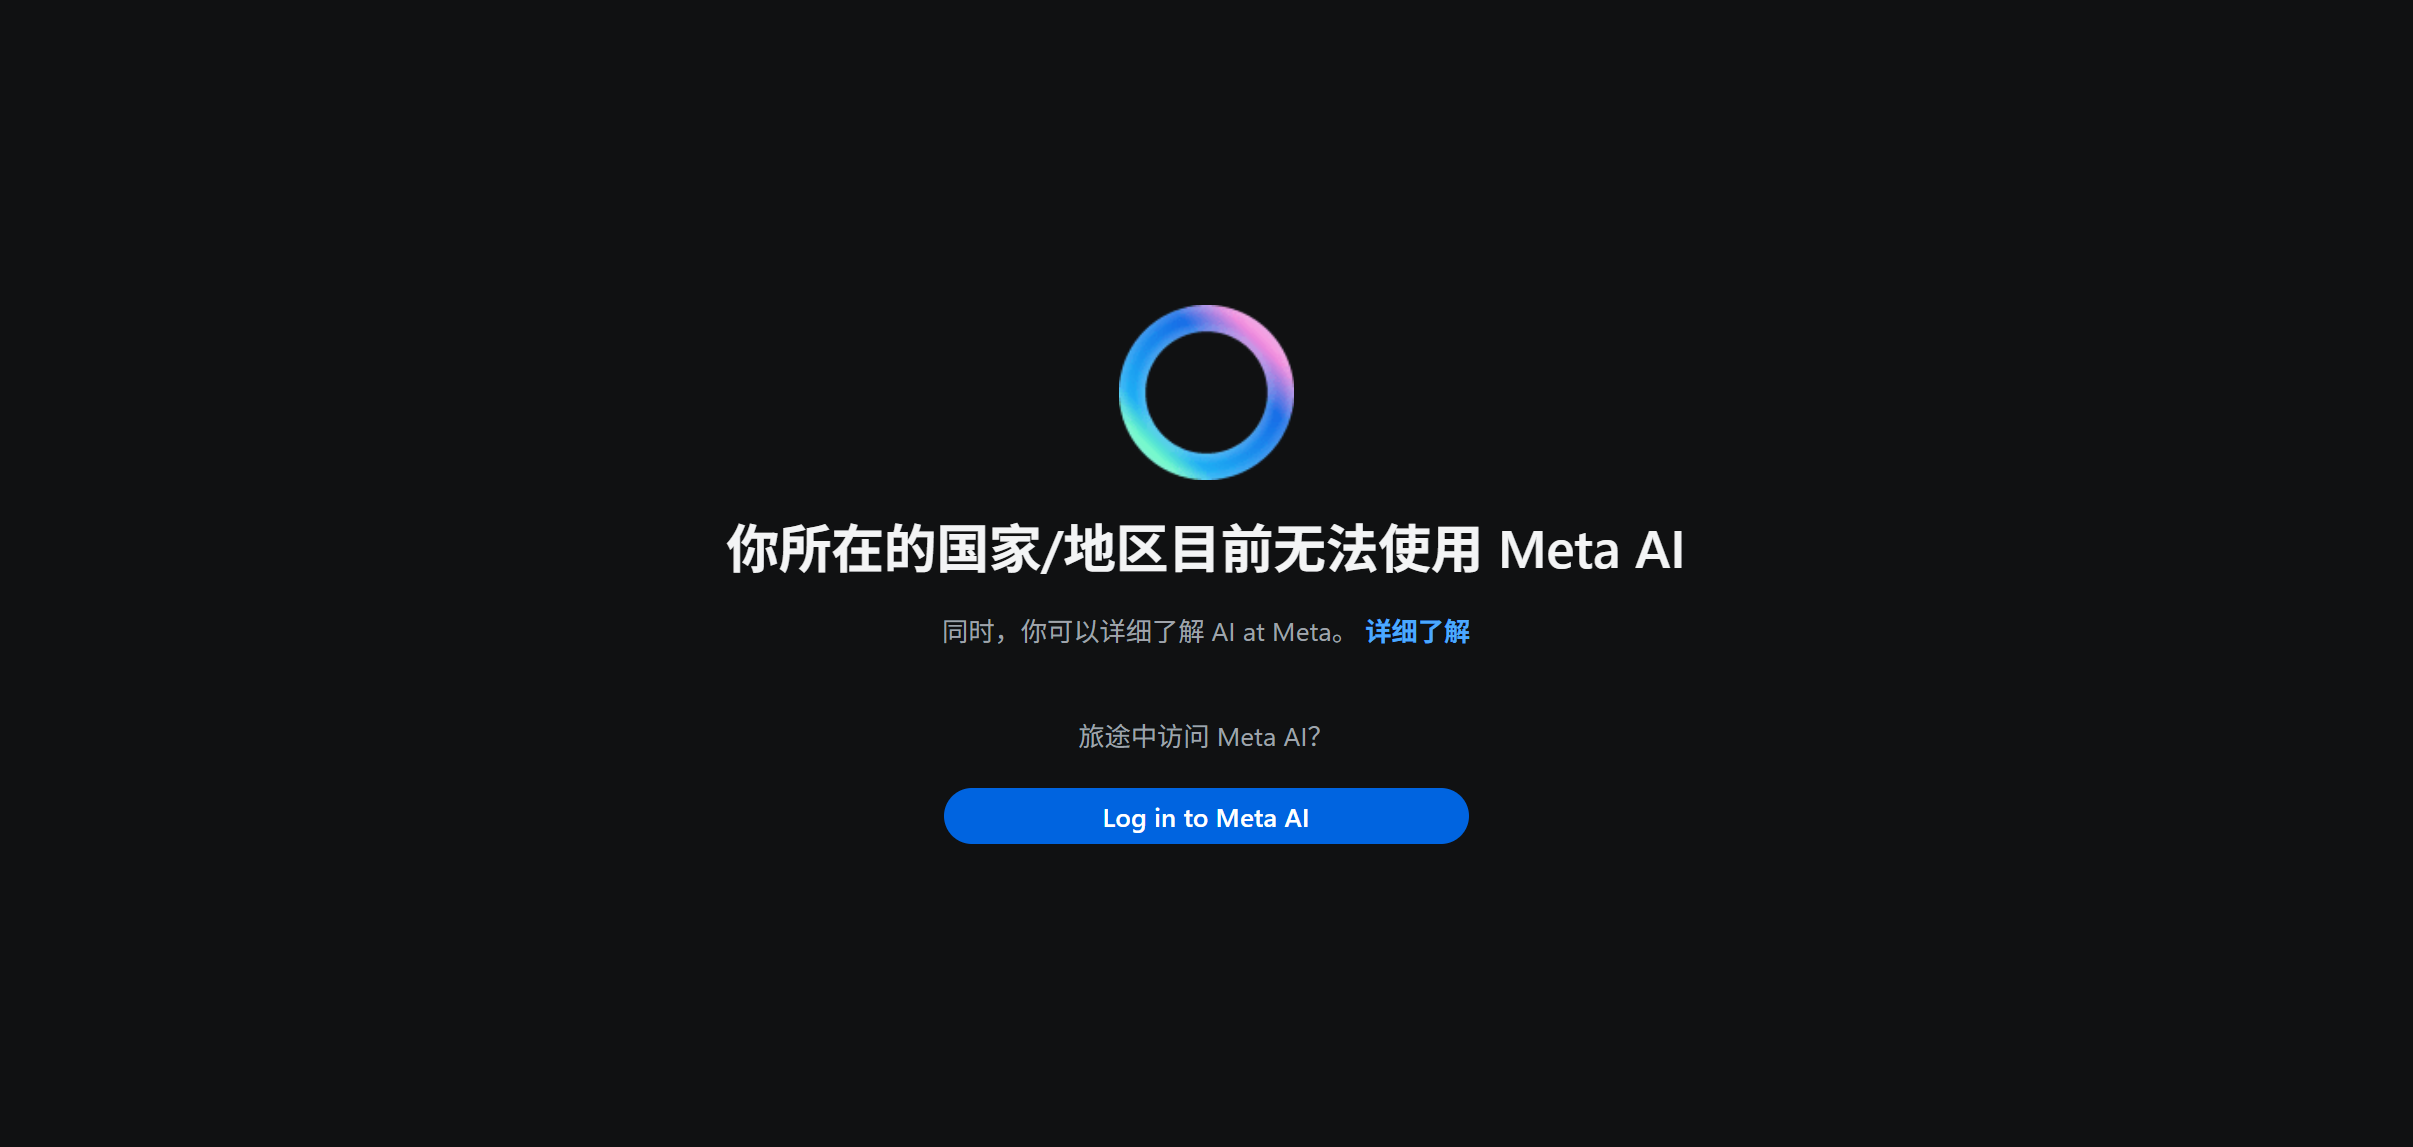 你所在的国家/地区目前无法使用 Meta AI
同时，你可以详细了解 AI at Meta。 详细了解
旅途中访问 Meta AI？
Log in to Meta AI